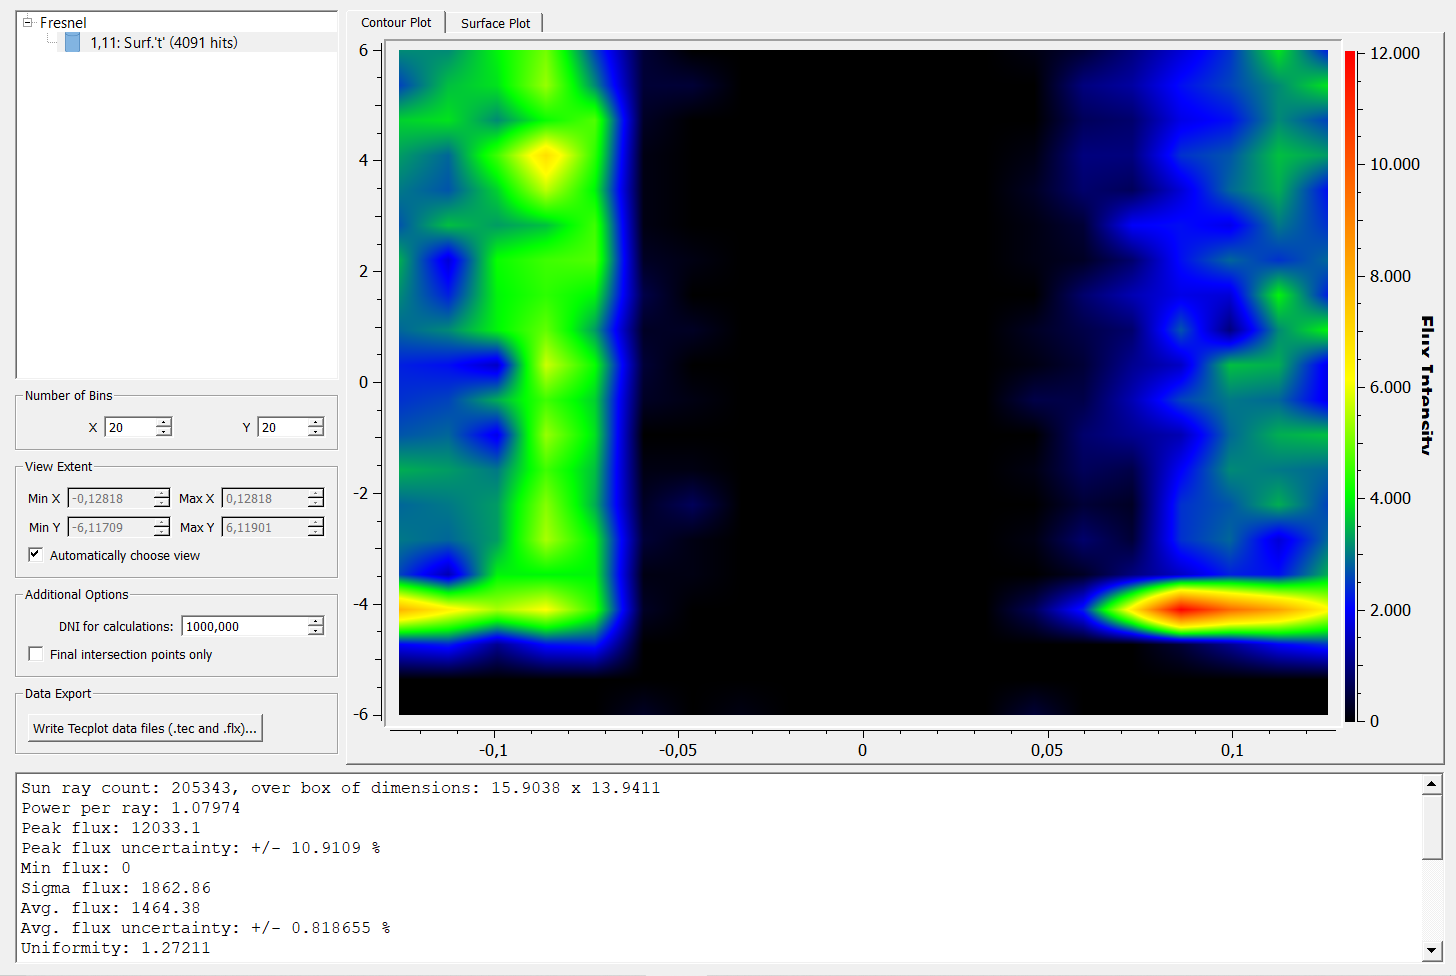 Fresnel
1,11: Surf.'t' (4091 hits)
Number of Bins
X 20 Y 20
View Extent
Min X -0,12818 Max X 0,12818
Min Y -6,11709 Max Y 6,11901
Automatically choose view
Additional Options
DNI for calculations: 1000,000
Final intersection points only
Data Export
Write Tecplot data files (.tec and .flx)...
Contour Plot Surface Plot
6
4
2
0
-2
-4
-6
-0,1 -0,05 0 0,05 0,1
12.000
10.000
8.000
6.000
4.000
2.000
0
Flux Intensity
Sun ray count: 205343, over box of dimensions: 15.9038 x 13.9411
Power per ray: 1.07974
Peak flux: 12033.1
Peak flux uncertainty: +/- 10.9109 %
Min flux: 0
Sigma flux: 1862.86
Avg. flux: 1464.38
Avg. flux uncertainty: +/- 0.818655 %
Uniformity: 1.27211